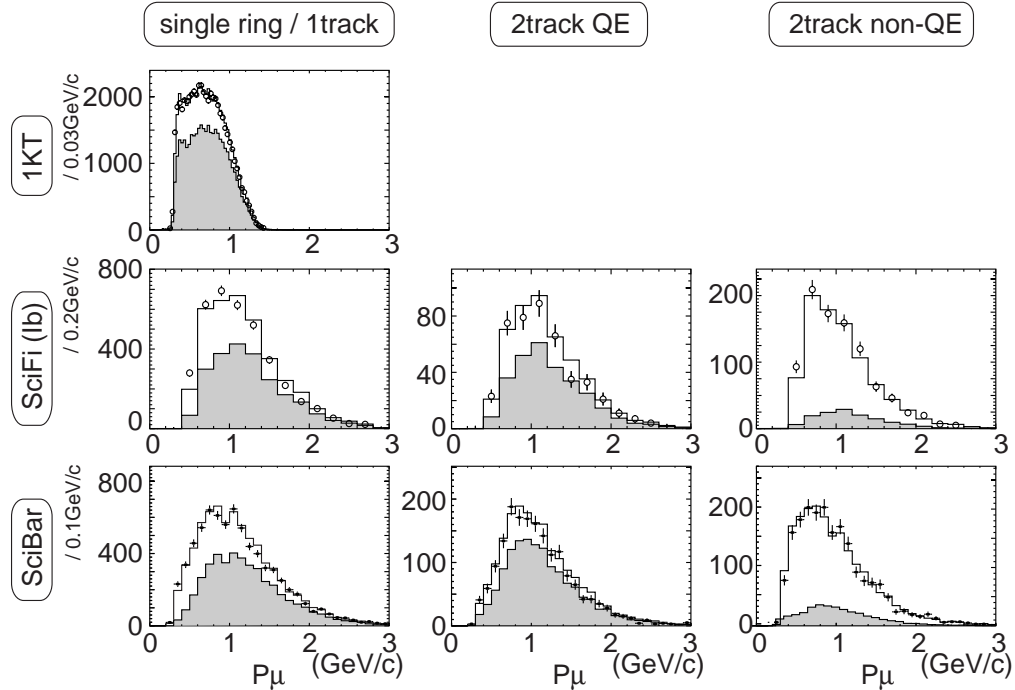 single ring / 1track 2track QE 2track non-QE
1KT
/ 0.03GeV/c
2000
1000
0
0 1 2 3
SciFi (Ib)
/ 0.2GeV/c
800
400
0
0 1 2 3
80
40
0
0 1 2 3
200
100
0
0 1 2 3
SciBar
/ 0.1GeV/c
800
400
0
0 1 2 3
200
100
0
0 1 2 3
200
100
0
0 1 2 3
(GeV/c) (GeV/c) (GeV/c)
Pμ Pμ Pμ